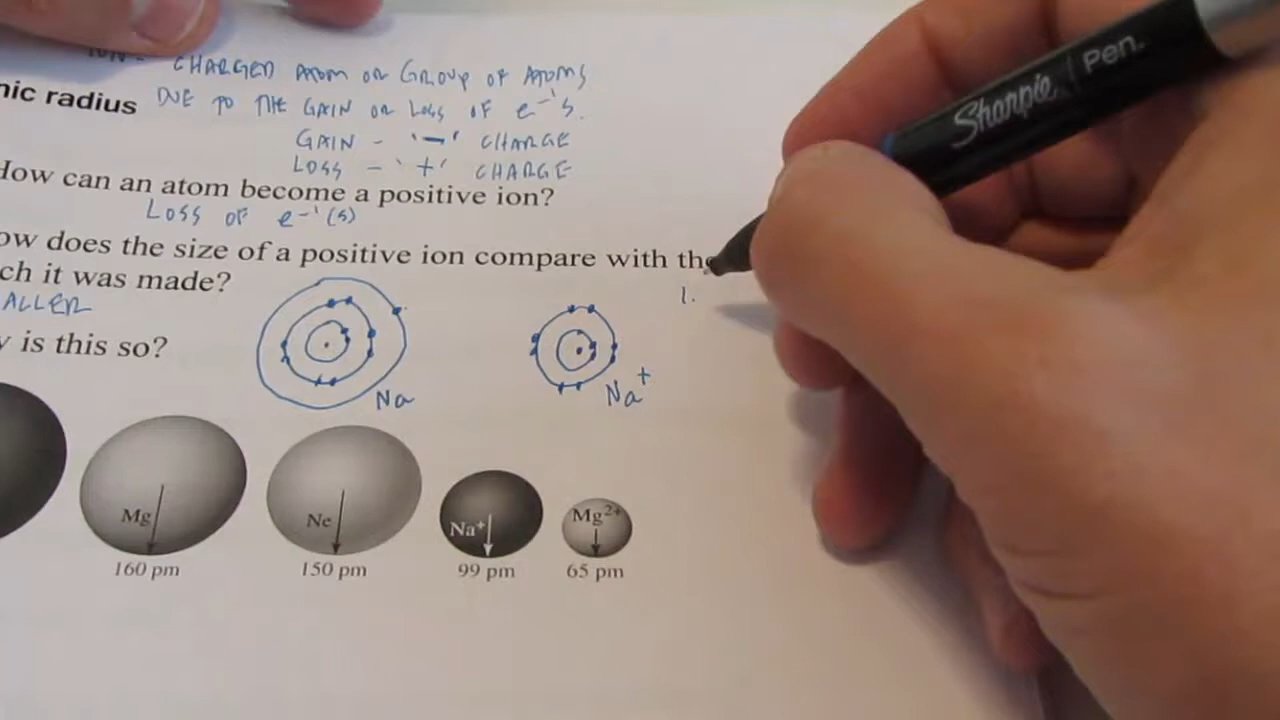 CHARGED ATOM OR GROUP OF ATOMS
nic radius DUE TO THE GAIN OR LOSS OF e⁻¹'s.
GAIN - '-' CHARGE
LOSS - '+' CHARGE
How can an atom become a positive ion?
LOSS OF e⁻¹(s)
ow does the size of a positive ion compare with the
ch it was made?
1.
ALLER
y is this so?
Na
Na⁺
Mg
Ne
Na⁺
Mg²⁺
160 pm
150 pm
99 pm
65 pm
Sharpie Pen.